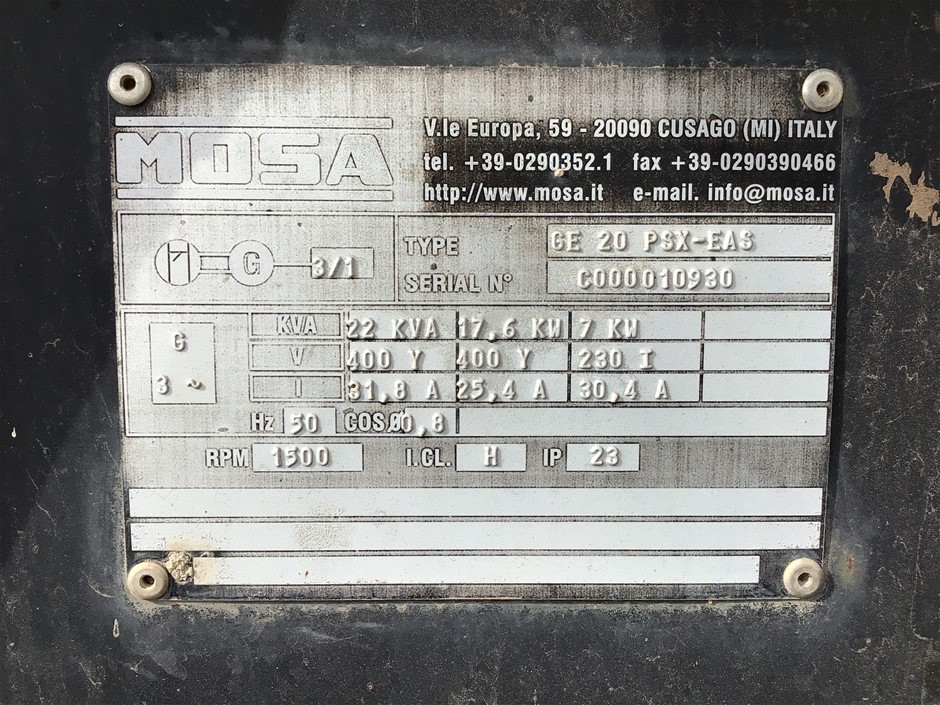 MOSA
V.le Europa, 59 - 20090 CUSAGO (MI) ITALY
tel. +39-0290352.1 fax +39-0290390466
http://www.mosa.it e-mail. info@mosa.it
G 3/1
TYPE GE 20 PSX-EAS
SERIAL N° C000010930
G
3 ~
KVA 22 KVA 17,6 KW 7 KW
V 400 Y 400 Y 230 I
I 31,8 A 25,4 A 30,4 A
Hz 50 COSØ 0,8
RPM 1500 I.CL. H IP 23